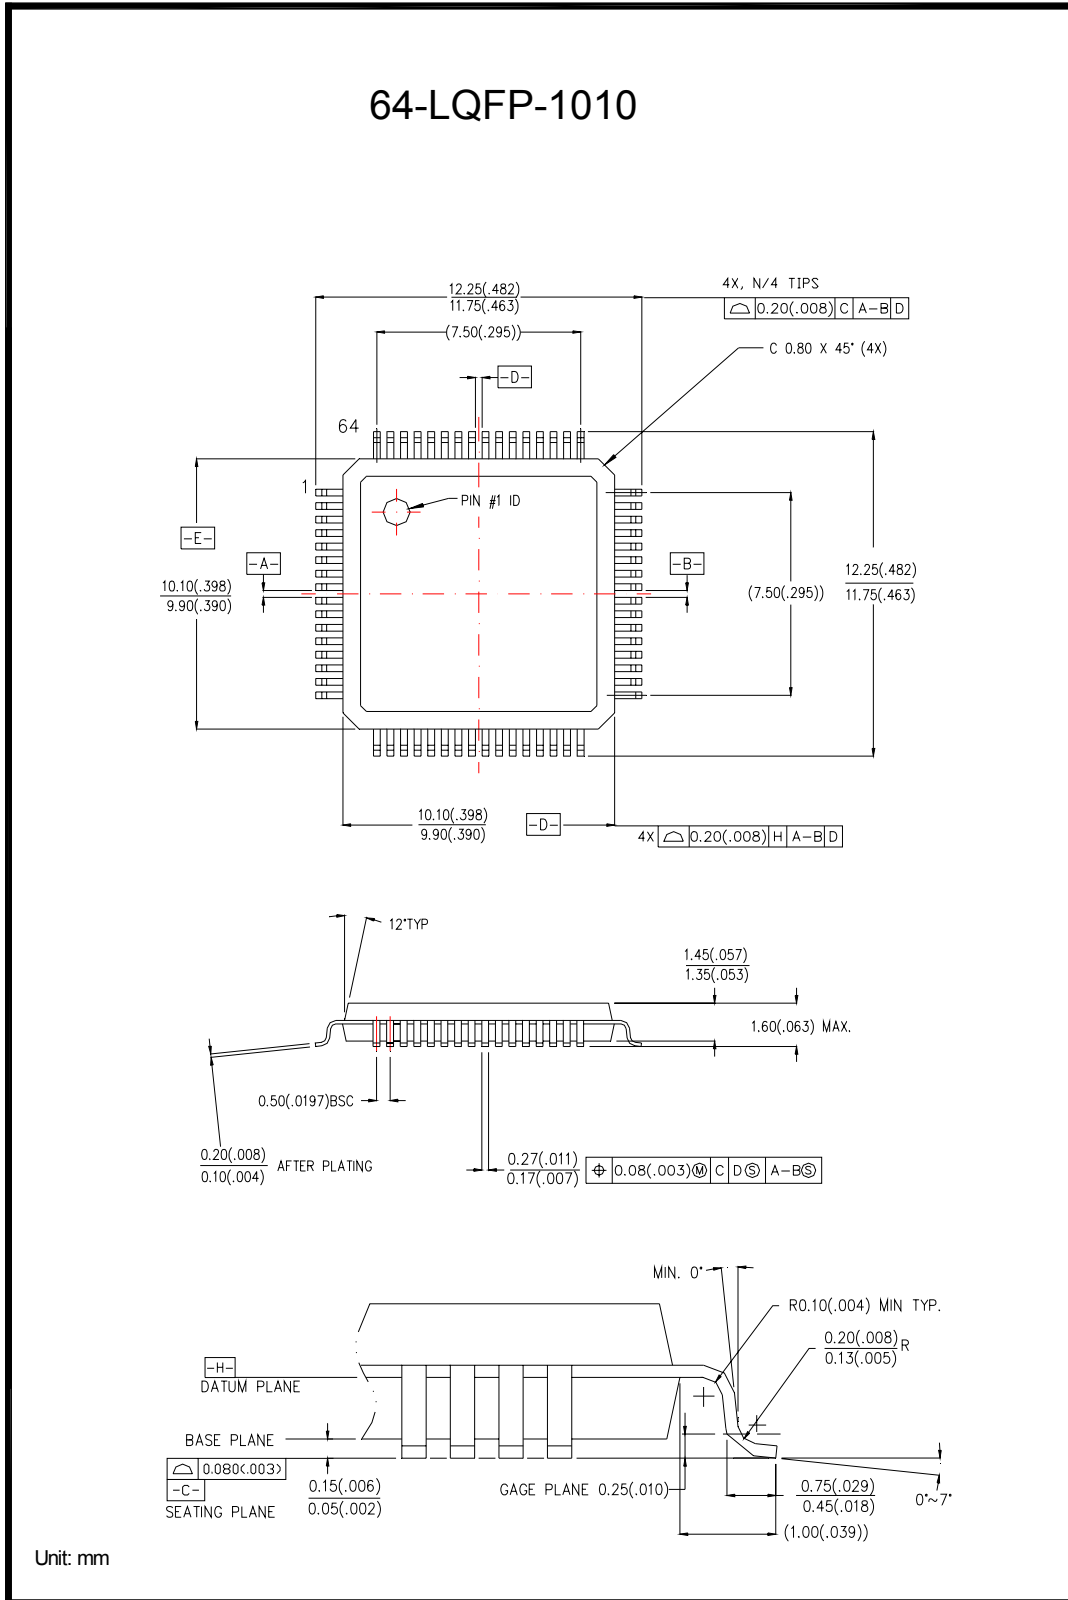 64-LQFP-1010
12.25(.482)
11.75(.463)
(7.50(.295))
4X, N/4 TIPS
0.20(.008) C A-B D
C 0.80 X 45° (4X)
-D-
64
1
PIN #1 ID
-E-
-A-
-B-
10.10(.398)
9.90(.390)
(7.50(.295))
12.25(.482)
11.75(.463)
10.10(.398)
9.90(.390)
-D-
4X 0.20(.008) H A-B D
12°TYP
1.45(.057)
1.35(.053)
1.60(.063) MAX.
0.50(.0197)BSC
0.20(.008)
0.10(.004)
AFTER PLATING
0.27(.011)
0.17(.007)
⌖ 0.08(.003)Ⓜ C DⓈ A-BⓈ
MIN. 0°
R0.10(.004) MIN TYP.
0.20(.008)
0.13(.005)
R
-H-
DATUM PLANE
BASE PLANE
0.080(.003)
-C-
SEATING PLANE
0.15(.006)
0.05(.002)
GAGE PLANE 0.25(.010)
0.75(.029)
0.45(.018)
0°~7°
(1.00(.039))
Unit: mm